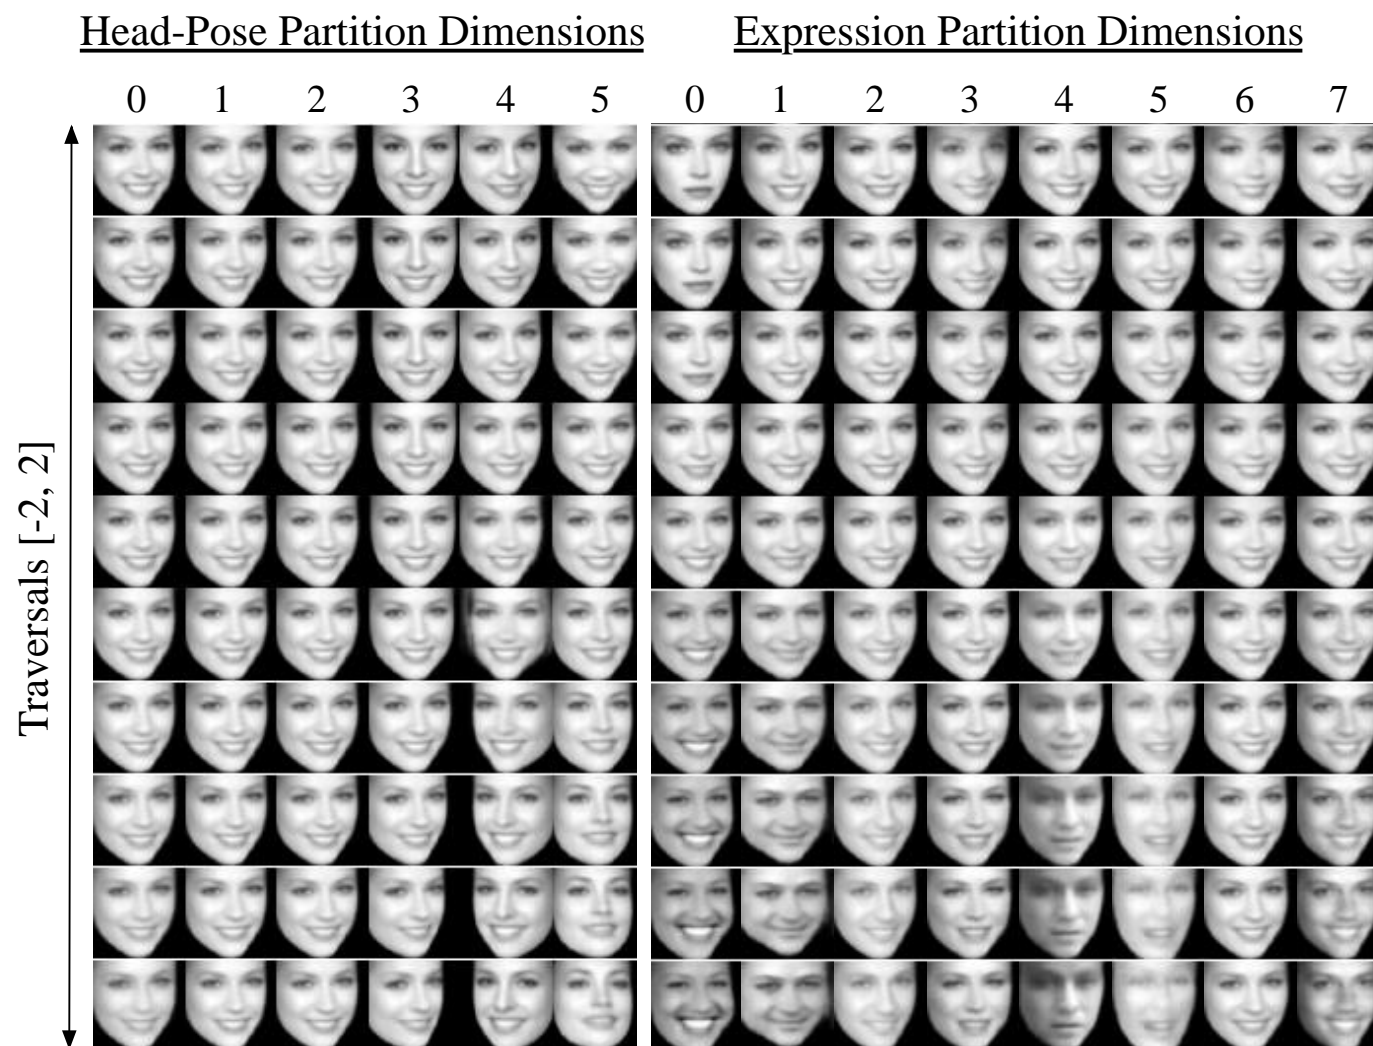 Head-Pose Partition Dimensions
Expression Partition Dimensions
0 1 2 3 4 5
0 1 2 3 4 5 6 7
Traversals [-2, 2]